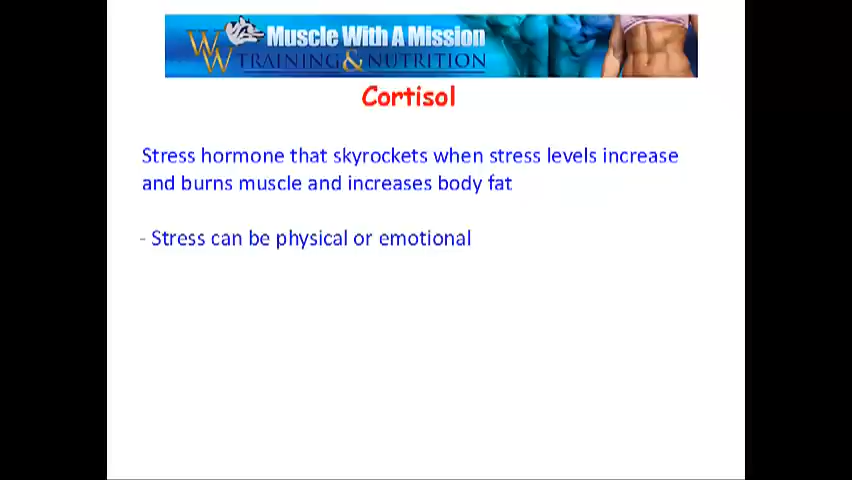 WW
Muscle With A Mission
TRAINING & NUTRITION
Cortisol
Stress hormone that skyrockets when stress levels increase
and burns muscle and increases body fat
- Stress can be physical or emotional